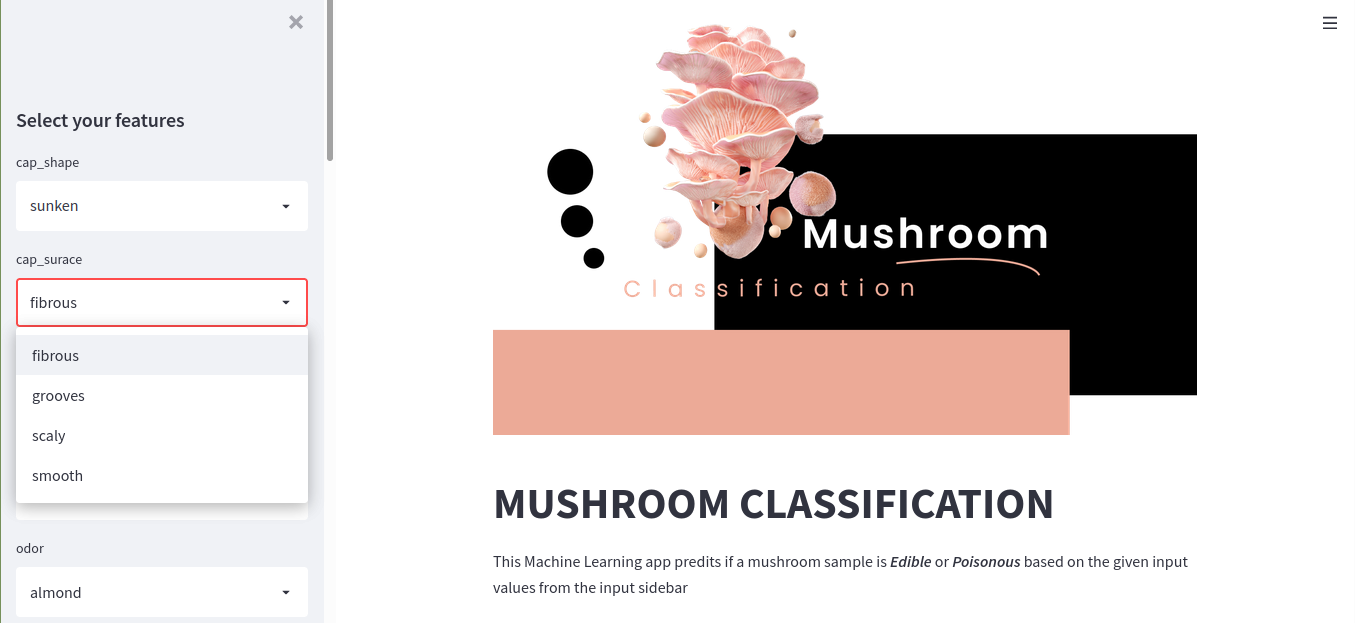 Select your features
cap_shape
sunken
cap_surace
fibrous
fibrous
grooves
scaly
smooth
odor
almond
Mushroom
Classification
MUSHROOM CLASSIFICATION
This Machine Learning app predits if a mushroom sample is Edible or Poisonous based on the given input
values from the input sidebar